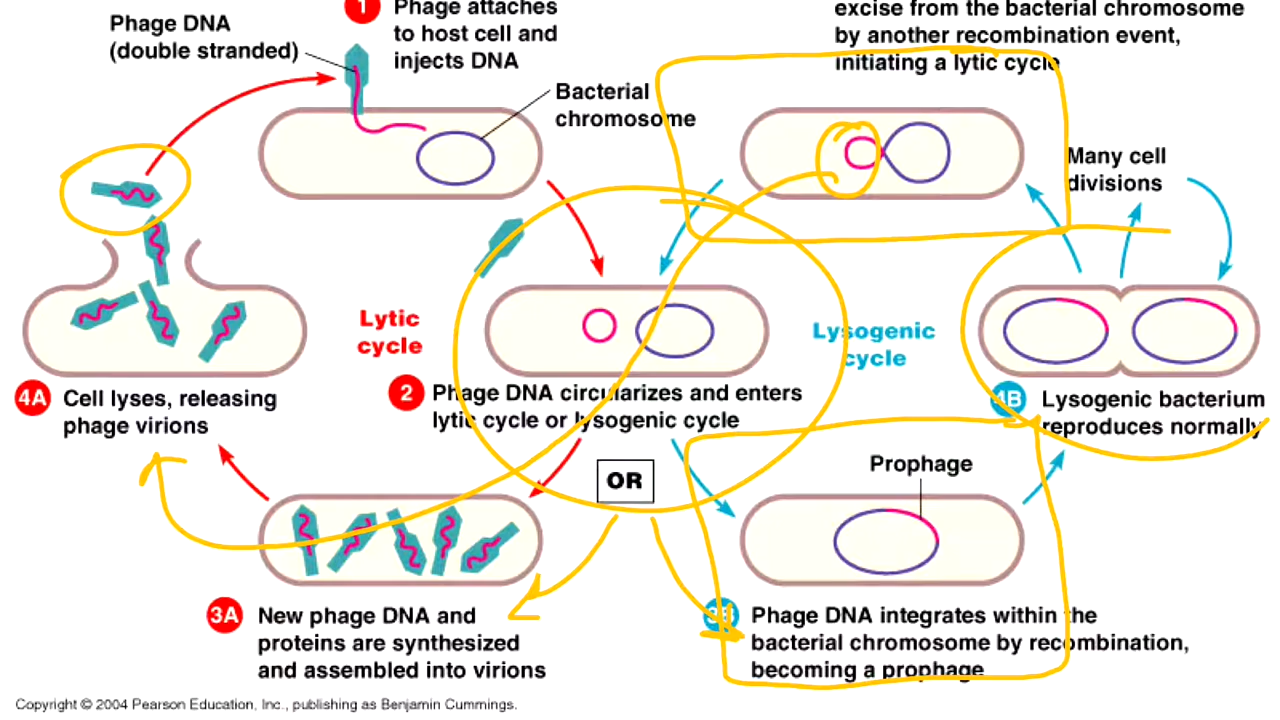 Phage DNA
(double stranded)
1
Phage attaches
to host cell and
injects DNA
Bacterial
chromosome
excise from the bacterial chromosome
by another recombination event,
initiating a lytic cycle
Many cell
divisions
Lytic
cycle
Lysogenic
cycle
4A
Cell lyses, releasing
phage virions
2
Phage DNA circularizes and enters
lytic cycle or lysogenic cycle
4B
Lysogenic bacterium
reproduces normally
OR
Prophage
3A
New phage DNA and
proteins are synthesized
and assembled into virions
3B
Phage DNA integrates within the
bacterial chromosome by recombination,
becoming a prophage
Copyright © 2004 Pearson Education, Inc., publishing as Benjamin Cummings.